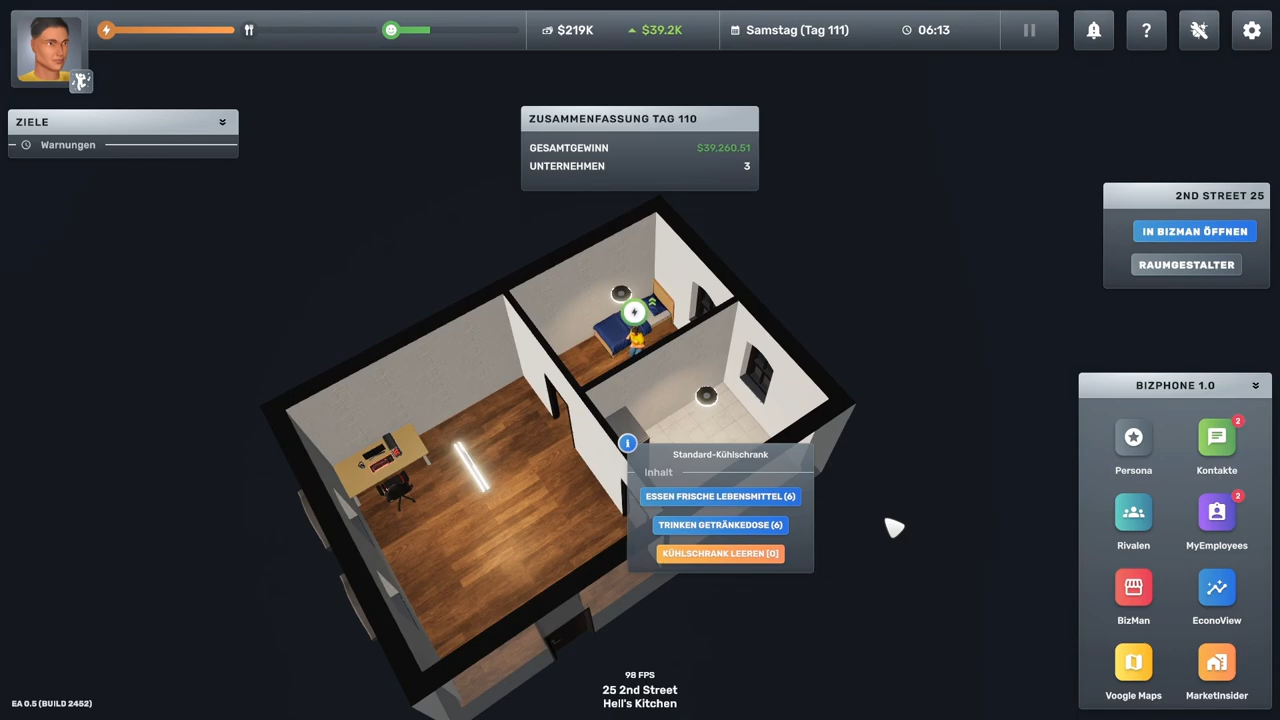 $219K
$39.2K
Samstag (Tag 111)
06:13
?
ZIELE
Warnungen
ZUSAMMENFASSUNG TAG 110
GESAMTGEWINN $39,260.51
UNTERNEHMEN 3
2ND STREET 25
IN BIZMAN ÖFFNEN
RAUMGESTALTER
Standard-Kühlschrank
Inhalt
ESSEN FRISCHE LEBENSMITTEL (6)
TRINKEN GETRÄNKEDOSE (6)
KÜHLSCHRANK LEEREN [0]
BIZPHONE 1.0
2
Persona
Kontakte
2
Rivalen
MyEmployees
BizMan
EconoView
Voogle Maps
MarketInsider
98 FPS
25 2nd Street
Hell's Kitchen
EA 0.5 (BUILD 2452)